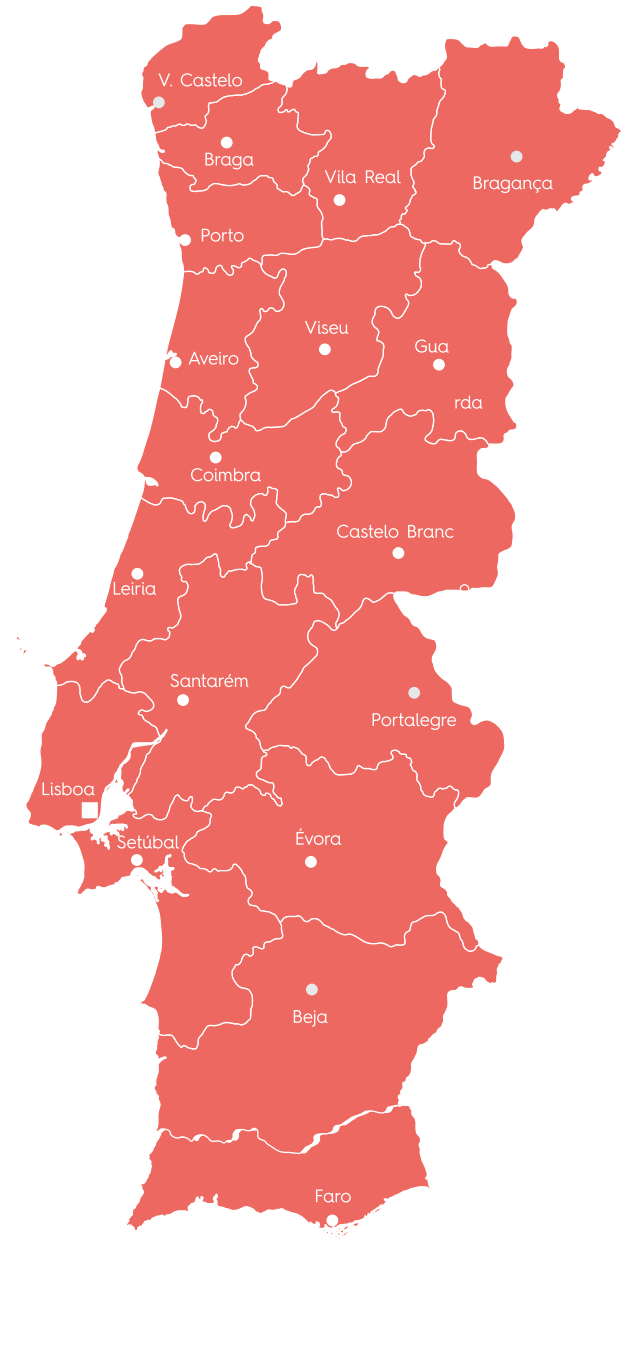 V. Castelo
Braga
Vila Real
Bragança
Porto
Viseu
Gua
Aveiro
rda
Coimbra
Castelo Branc
Leiria
Santarém
Portalegre
Lisboa
Setúbal
Évora
Beja
Faro